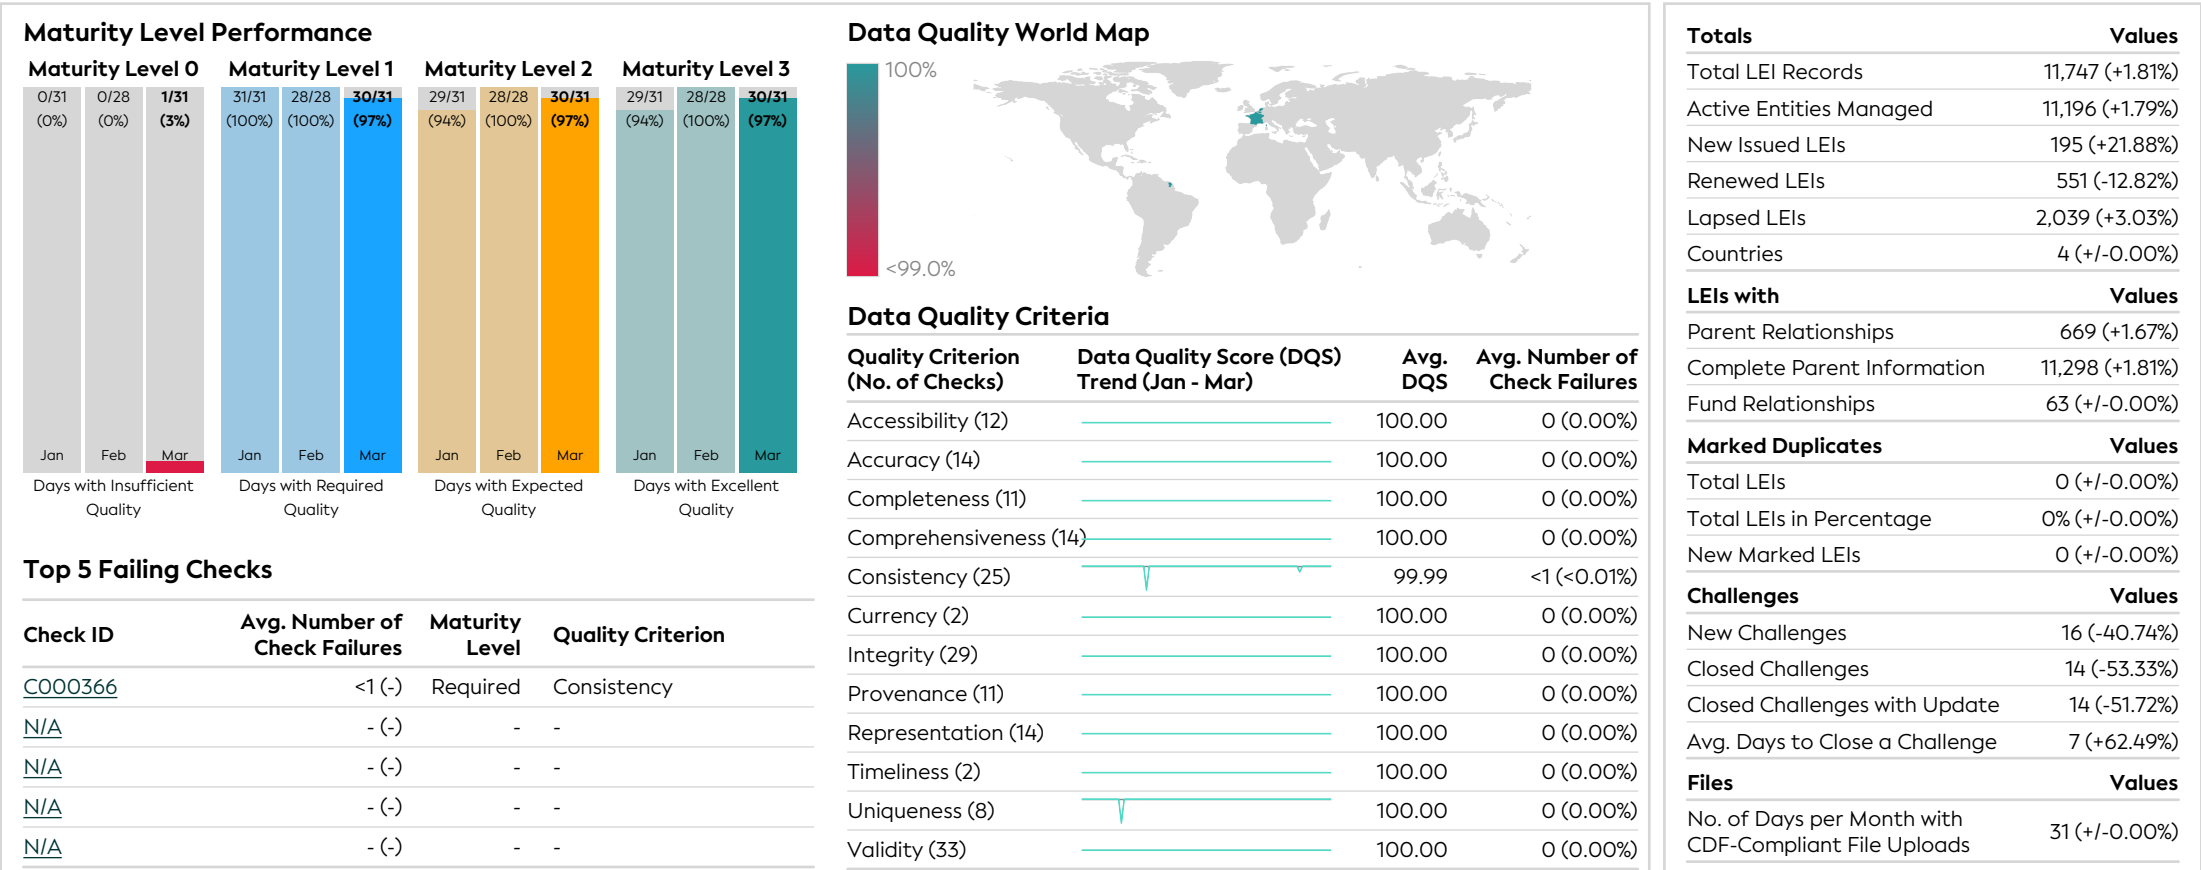 Maturity Level Performance
Maturity Level 0 Maturity Level 1 Maturity Level 2 Maturity Level 3
0/31 0/28 1/31 31/31 28/28 30/31 29/31 28/28 30/31 29/31 28/28 30/31
(0%) (0%) (3%) (100%) (100%) (97%) (94%) (100%) (97%) (94%) (100%) (97%)
Jan Feb Mar Jan Feb Mar Jan Feb Mar Jan Feb Mar
Days with Insufficient Days with Required Days with Expected Days with Excellent
Quality Quality Quality Quality
Top 5 Failing Checks
Avg. Number of Maturity
Check ID Quality Criterion
Check Failures Level
C000366 <1 (-) Required Consistency
N/A - (-) - -
N/A - (-) - -
N/A - (-) - -
N/A - (-) - -
Data Quality World Map
100%
<99.0%
Data Quality Criteria
Quality Criterion Data Quality Score (DQS) Avg. Avg. Number of
(No. of Checks) Trend (Jan - Mar) DQS Check Failures
Accessibility (12) 100.00 0 (0.00%)
Accuracy (14) 100.00 0 (0.00%)
Completeness (11) 100.00 0 (0.00%)
Comprehensiveness (14) 100.00 0 (0.00%)
Consistency (25) 99.99 <1 (<0.01%)
Currency (2) 100.00 0 (0.00%)
Integrity (29) 100.00 0 (0.00%)
Provenance (11) 100.00 0 (0.00%)
Representation (14) 100.00 0 (0.00%)
Timeliness (2) 100.00 0 (0.00%)
Uniqueness (8) 100.00 0 (0.00%)
Validity (33) 100.00 0 (0.00%)
Totals Values
Total LEI Records 11,747 (+1.81%)
Active Entities Managed 11,196 (+1.79%)
New Issued LEIs 195 (+21.88%)
Renewed LEIs 551 (-12.82%)
Lapsed LEIs 2,039 (+3.03%)
Countries 4 (+/-0.00%)
LEIs with Values
Parent Relationships 669 (+1.67%)
Complete Parent Information 11,298 (+1.81%)
Fund Relationships 63 (+/-0.00%)
Marked Duplicates Values
Total LEIs 0 (+/-0.00%)
Total LEIs in Percentage 0% (+/-0.00%)
New Marked LEIs 0 (+/-0.00%)
Challenges Values
New Challenges 16 (-40.74%)
Closed Challenges 14 (-53.33%)
Closed Challenges with Update 14 (-51.72%)
Avg. Days to Close a Challenge 7 (+62.49%)
Files Values
No. of Days per Month with
31 (+/-0.00%)
CDF-Compliant File Uploads